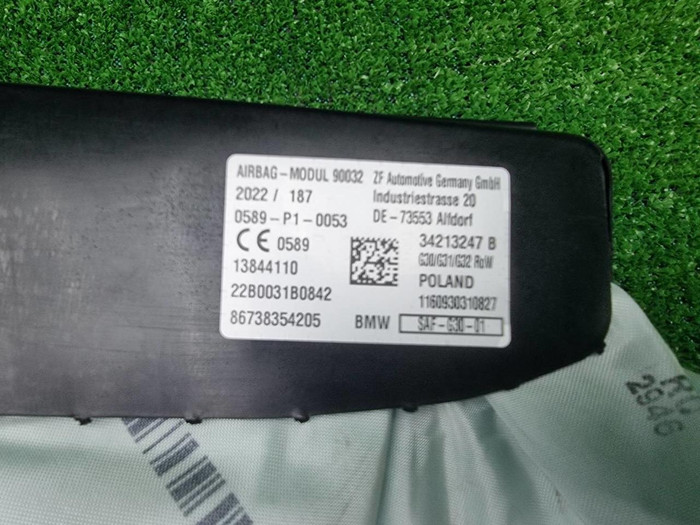 AIRBAG-MODUL 90032 ZF Automotive Germany GmbH
2022 / 187 Industriestrasse 20
0589-P1-0053 DE-73553 Alfdorf
CE 0589 34213247 B
13844110 G30/G31/G32 RoW
22B0031B0842 POLAND
1160930310827
86738354205 BMW SAF-G30-01
2946